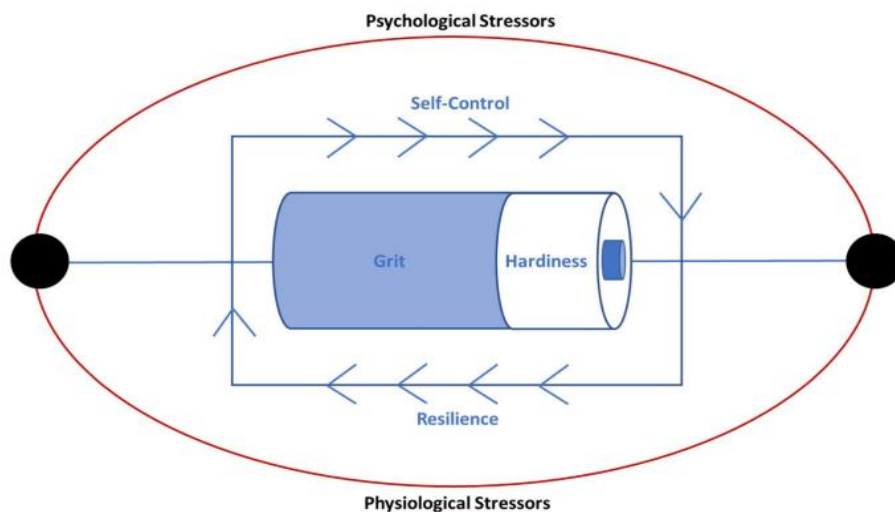 Psychological Stressors
Self-Control
Grit
Hardiness
Resilience
Physiological Stressors